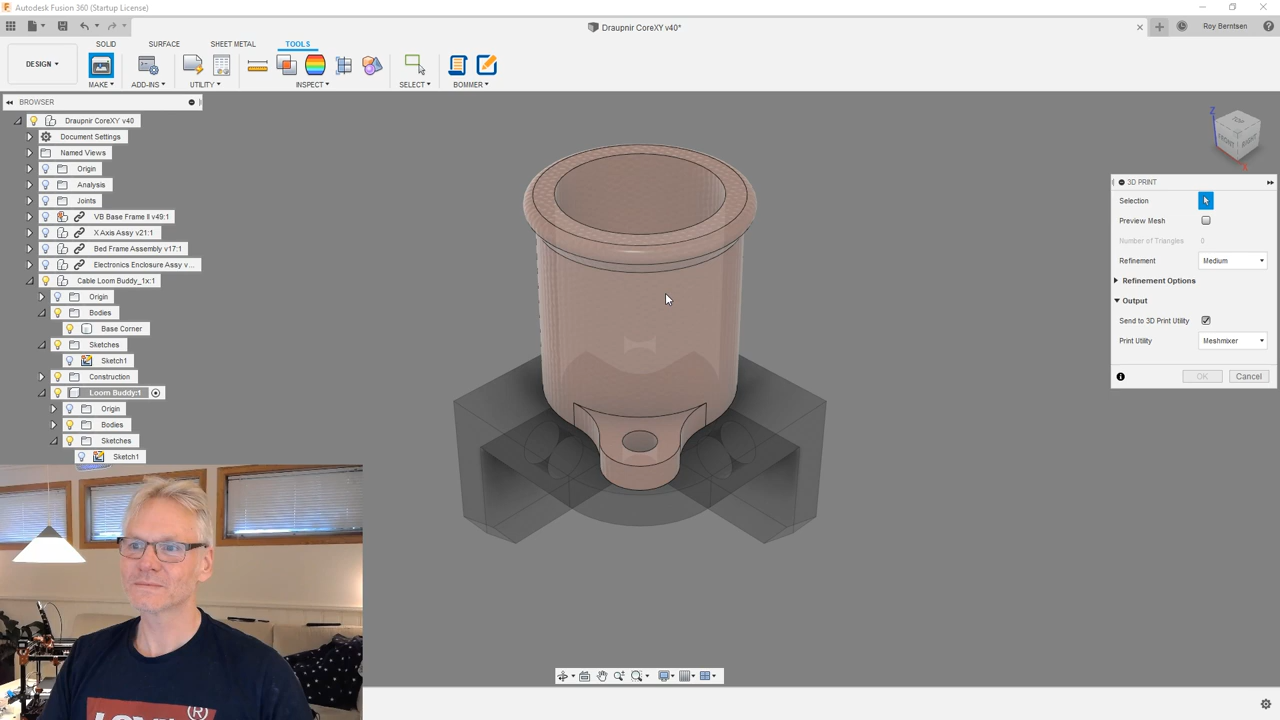 Autodesk Fusion 360 (Startup License)
Draupnir CoreXY v40*
Roy Berntsen
SOLID SURFACE SHEET METAL TOOLS
DESIGN
MAKE ADD-INS UTILITY INSPECT SELECT BOMMER
BROWSER
Draupnir CoreXY v40
Document Settings
Named Views
Origin
Analysis
Joints
VB Base Frame II v49:1
X Axis Assy v21:1
Bed Frame Assembly v17:1
Electronics Enclosure Assy v...
Cable Loom Buddy_1x:1
Origin
Bodies
Base Corner
Sketches
Sketch1
Construction
Loom Buddy:1
Origin
Bodies
Sketches
Sketch1
Z
TOP
FRONT RIGHT
X
3D PRINT
Selection
Preview Mesh
Number of Triangles 0
Refinement Medium
Refinement Options
Output
Send to 3D Print Utility
Print Utility Meshmixer
OK Cancel